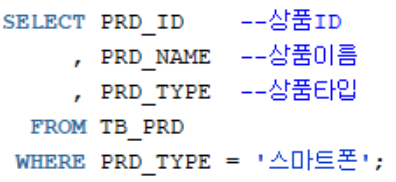 SELECT PRD_ID --상품ID
, PRD_NAME --상품이름
, PRD_TYPE --상품타입
FROM TB_PRD
WHERE PRD_TYPE = '스마트폰';